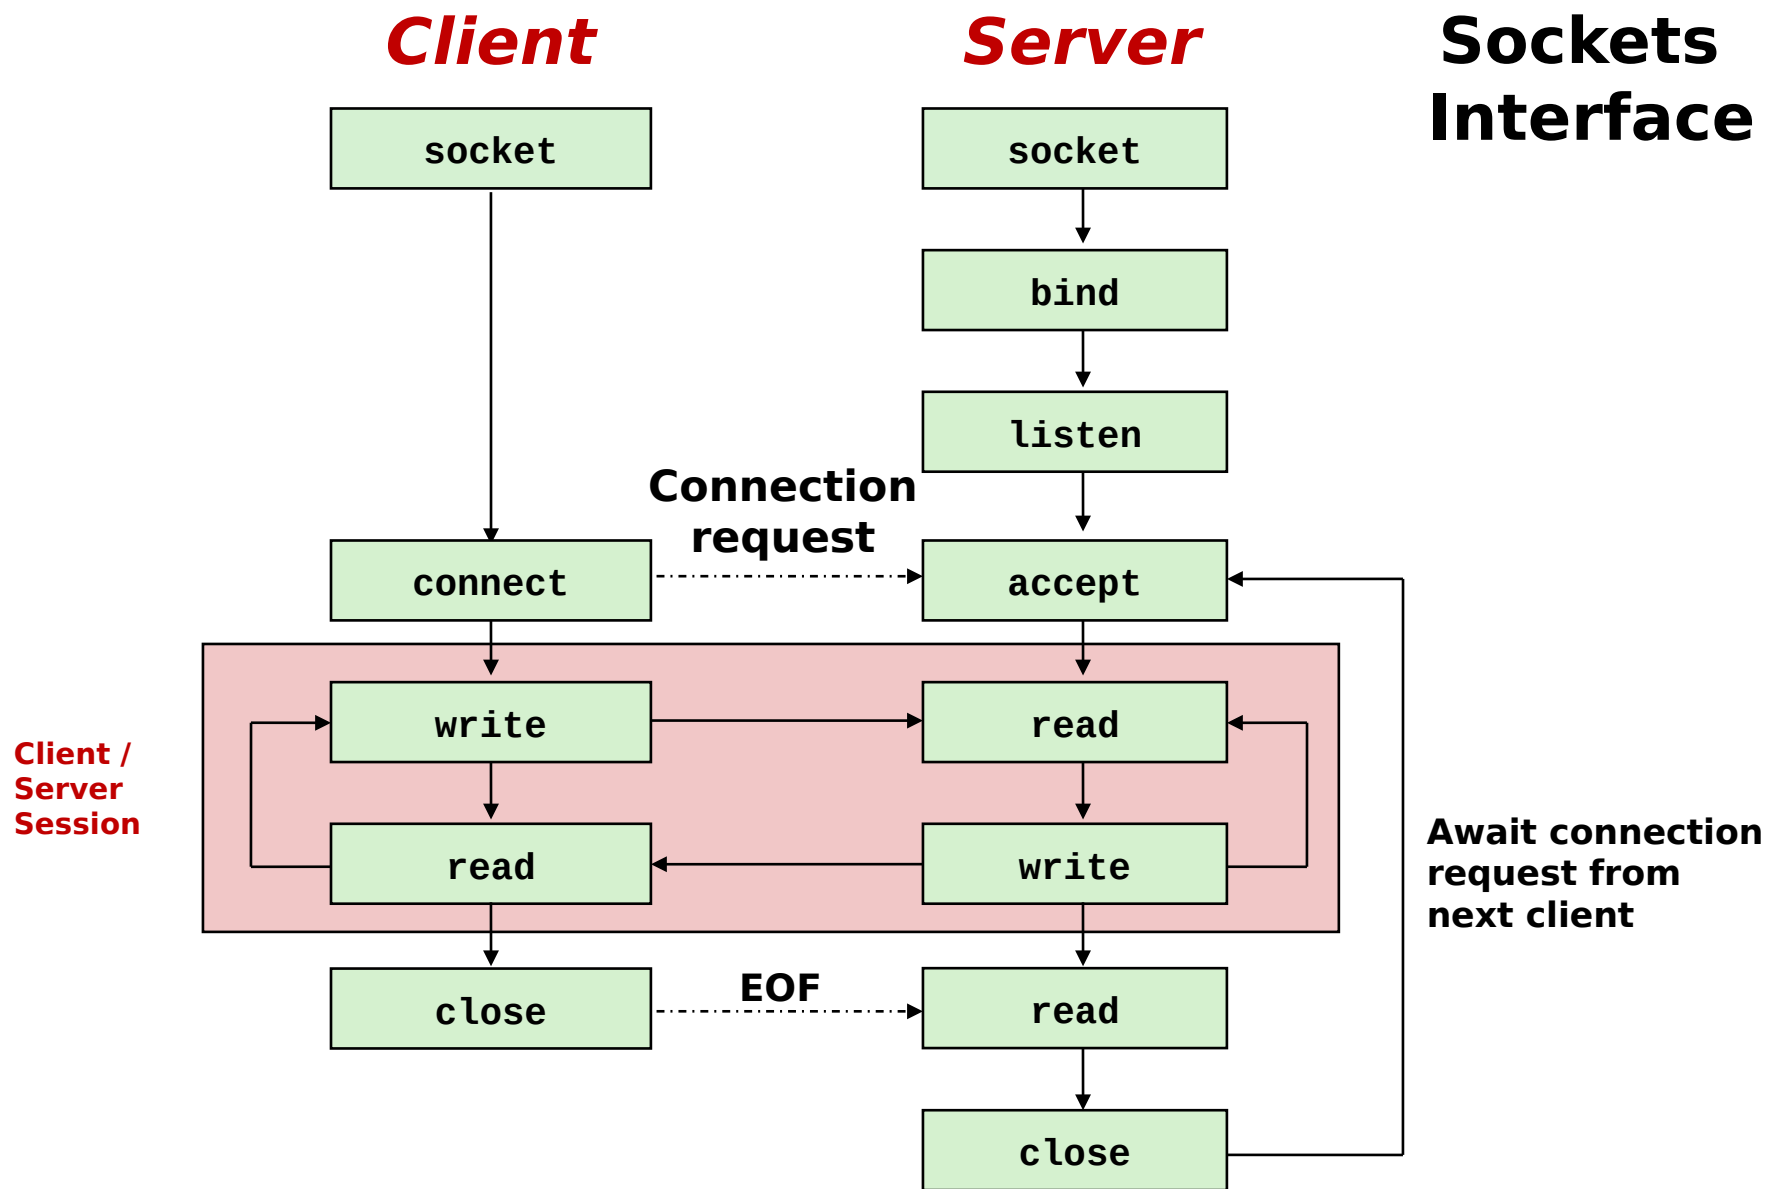 Client
Server
Sockets
Interface
socket
socket
bind
listen
Connection
request
connect
accept
write
read
Client /
Server
Session
read
write
Await connection
request from
next client
close
EOF
read
close